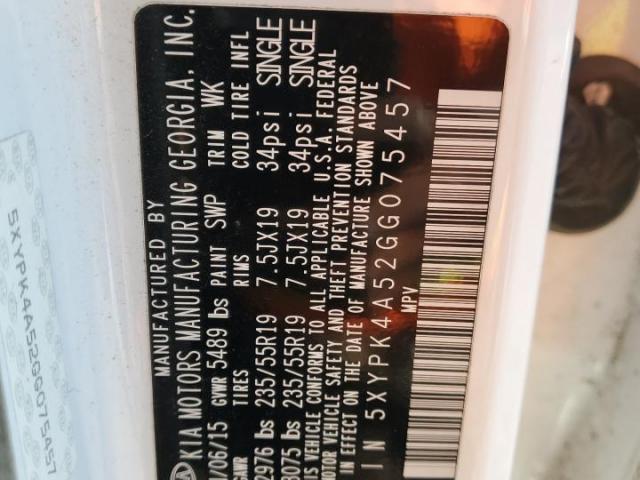 MANUFACTURED BY
KIA MOTORS MANUFACTURING GEORGIA, INC.
/06/15 GVWR 5489 lbs PAINT SWP TRIM WK
GAWR TIRES RIMS COLD TIRE INFL
2976 lbs 235/55R19 7.5JX19 34psi SINGLE
3075 lbs 235/55R19 7.5JX19 34psi SINGLE
IS VEHICLE CONFORMS TO ALL APPLICABLE U.S.A. FEDERAL
MOTOR VEHICLE SAFETY AND THEFT PREVENTION STANDARDS
IN EFFECT ON THE DATE OF MANUFACTURE SHOWN ABOVE
IN 5XYPK4A52GG075457
MPV
5XYPK4A52GG075457